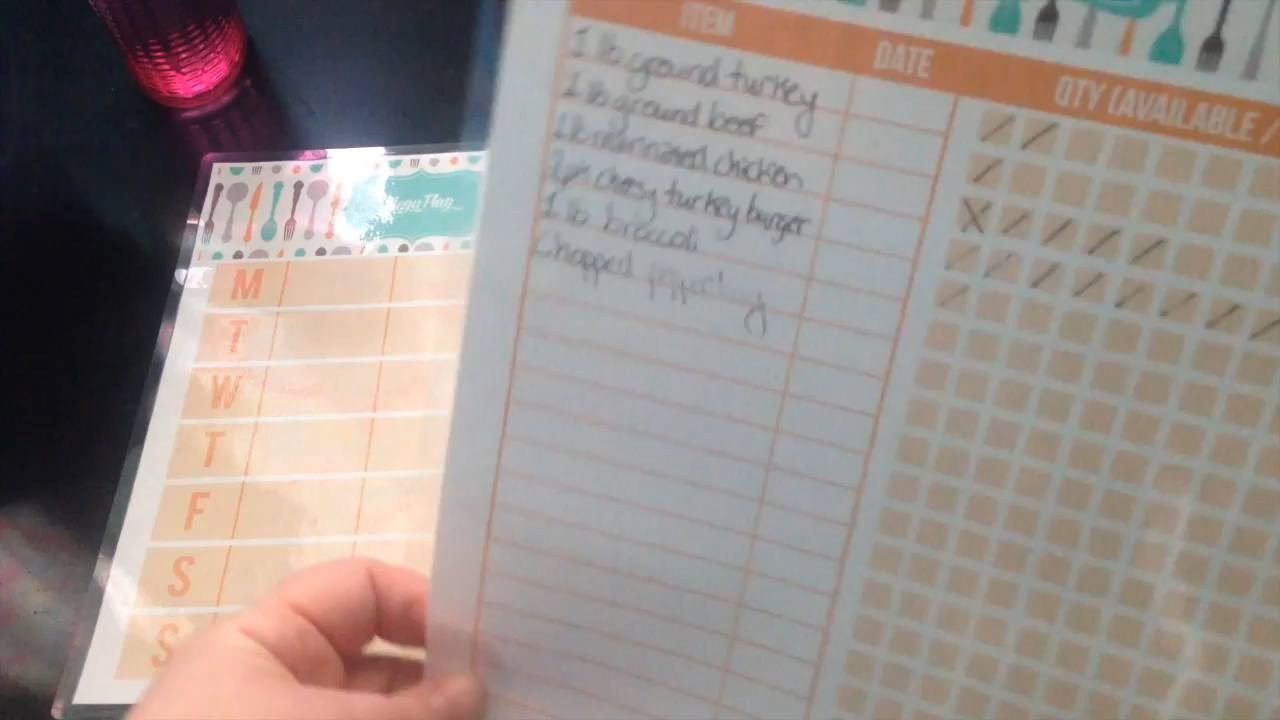 ITEM DATE QTY (AVAILABLE /
1 lb ground turkey
1 lb ground beef
1 lb marinated chicken
cheesy turkey burger
1 lb broccoli
Chopped
M
T
W
T
F
S
S